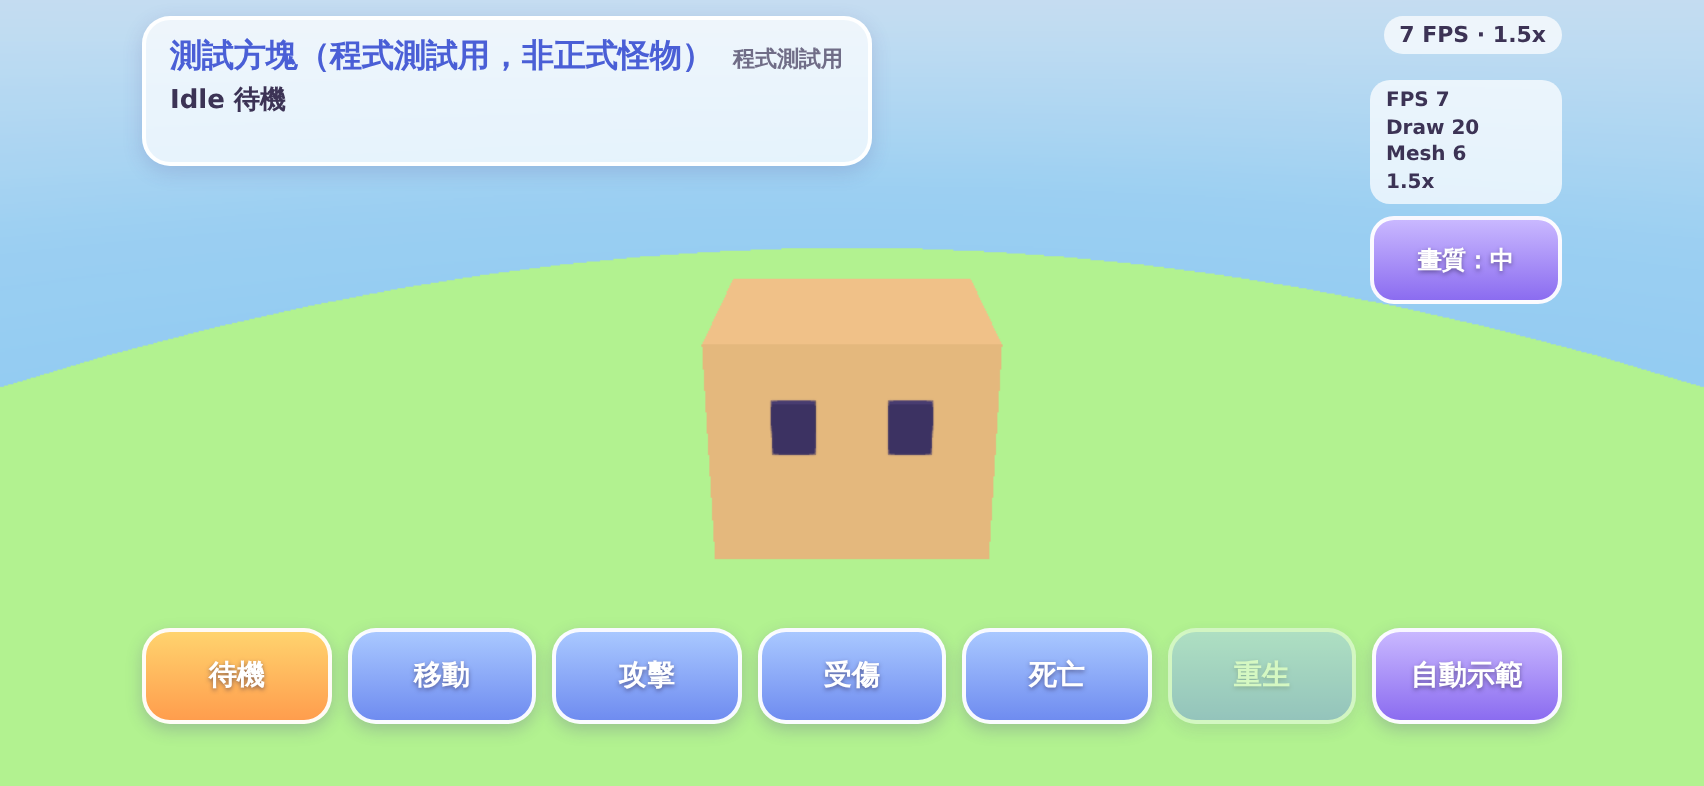 測試方塊（程式測試用，非正式怪物） 程式測試用
Idle 待機
7 FPS · 1.5x
FPS 7
Draw 20
Mesh 6
1.5x
畫質：中
待機 移動 攻擊 受傷 死亡 重生 自動示範